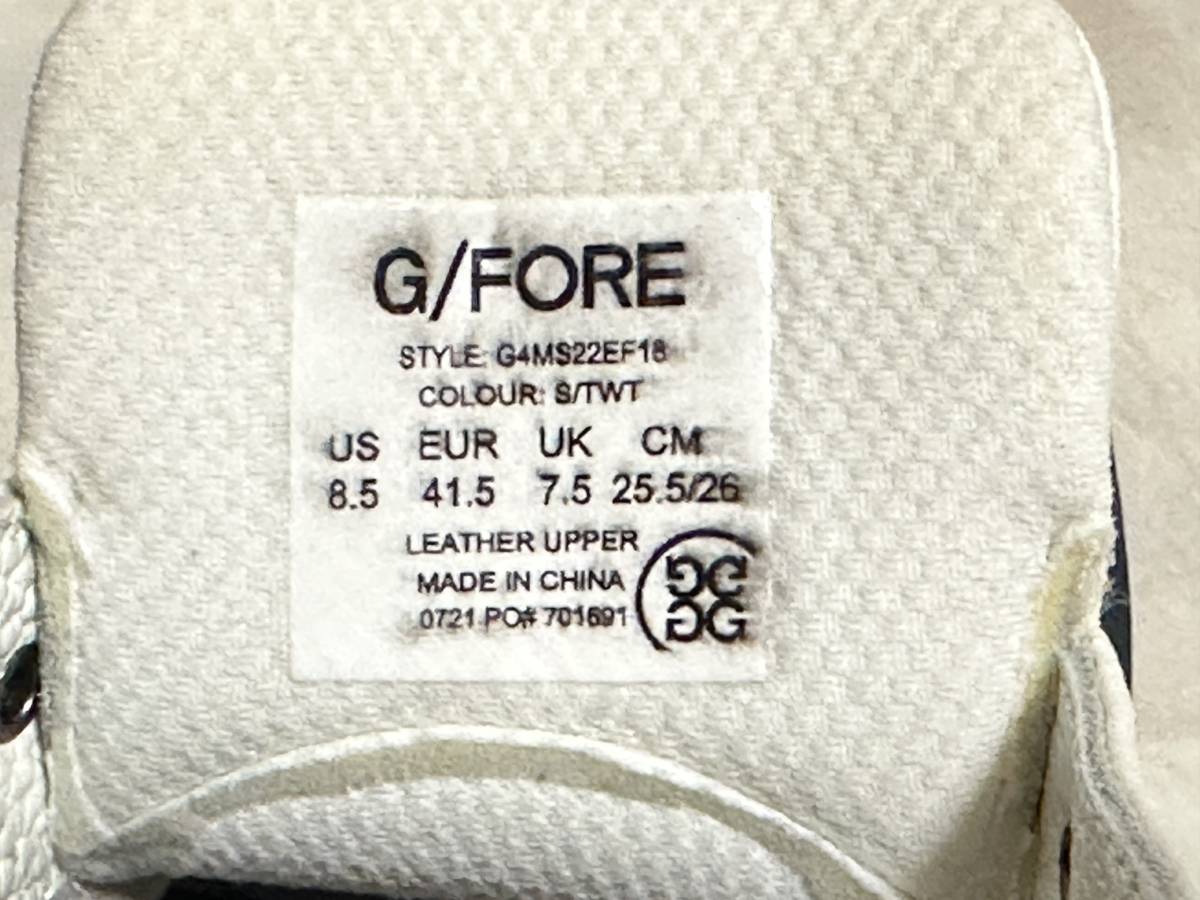 G/FORE
STYLE: G4MS22EF18
COLOUR: S/TWT
US EUR UK CM
8.5 41.5 7.5 25.5/26
LEATHER UPPER
MADE IN CHINA
0721 PO# 701691